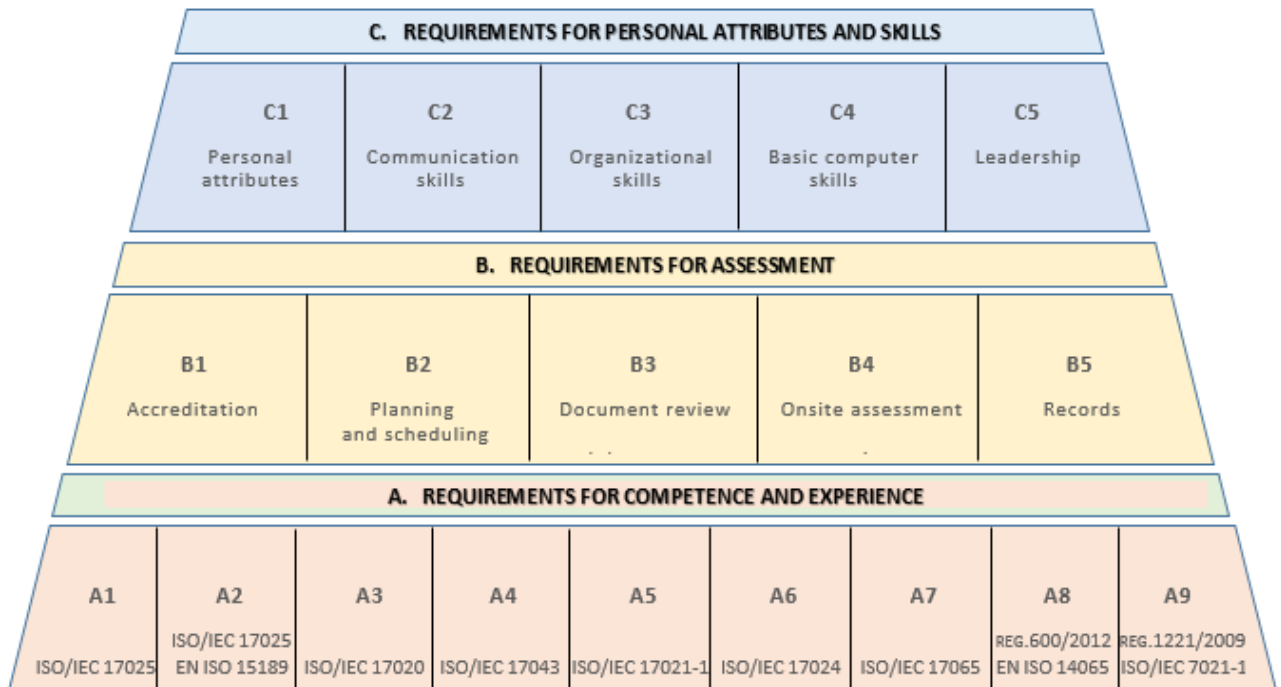 C. REQUIREMENTS FOR PERSONAL ATTRIBUTES AND SKILLS
C1
Personal
attributes
C2
Communication
skills
C3
Organizational
skills
C4
Basic computer
skills
C5
Leadership
B. REQUIREMENTS FOR ASSESSMENT
B1
Accreditation
B2
Planning
and scheduling
B3
Document review
B4
Onsite assessment
B5
Records
A. REQUIREMENTS FOR COMPETENCE AND EXPERIENCE
A1
ISO/IEC 17025
A2
ISO/IEC 17025
EN ISO 15189
A3
ISO/IEC 17020
A4
ISO/IEC 17043
A5
ISO/IEC 17021-1
A6
ISO/IEC 17024
A7
ISO/IEC 17065
A8
REG.600/2012
EN ISO 14065
A9
REG.1221/2009
ISO/IEC 7021-1